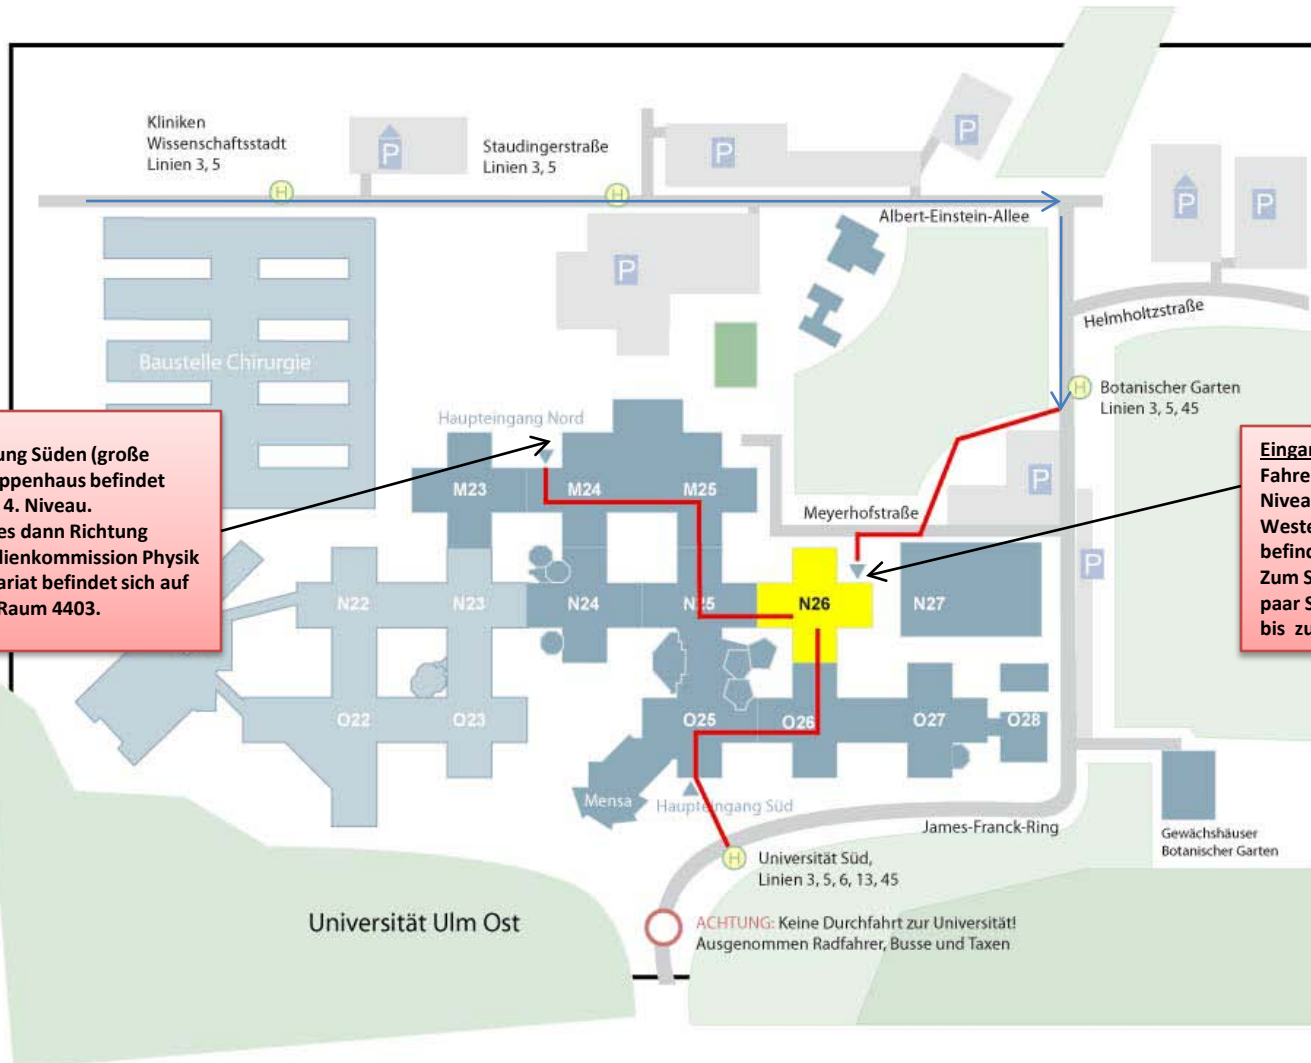 Kliniken
Wissenschaftsstadt
Linien 3, 5
P
Staudingerstraße
Linien 3, 5
P
P
H
H
Albert-Einstein-Allee
P
P
P
Helmholtzstraße
Baustelle Chirurgie
H
Botanischer Garten
Linien 3, 5, 45
Haupteingang Nord
ung Süden (große
ppenhaus befindet
4. Niveau.
es dann Richtung
lienkommission Physik
ariat befindet sich auf
Raum 4403.
Eingan
Fahre
Nivea
Weste
befind
Zum S
paar S
bis zu
M23
M24
M25
P
Meyerhofstraße
P
N22
N23
N24
N25
N26
N27
O22
O23
O25
O26
O27
O28
Mensa
Haupteingang Süd
James-Franck-Ring
Gewächshäuser
Botanischer Garten
H
Universität Süd,
Linien 3, 5, 6, 13, 45
Universität Ulm Ost
ACHTUNG: Keine Durchfahrt zur Universität!
Ausgenommen Radfahrer, Busse und Taxen